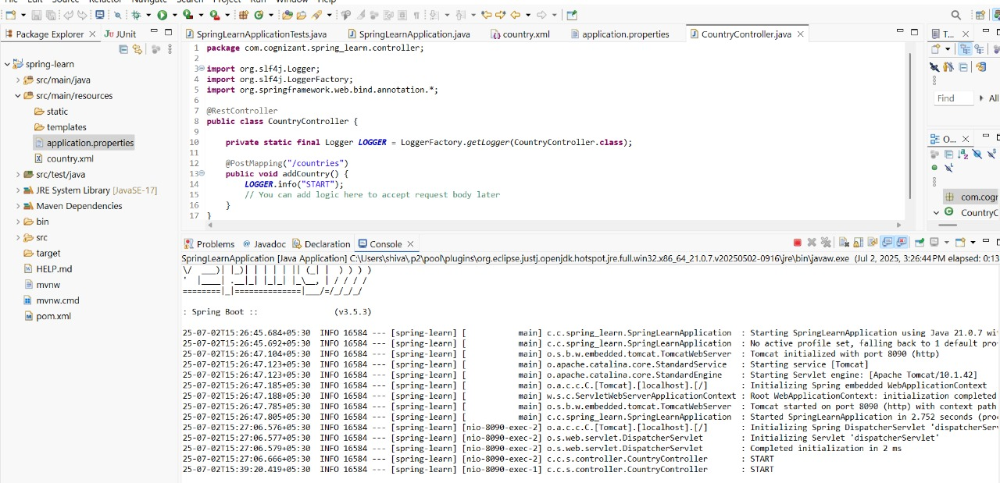 Package Explorer
JUnit
spring-learn
src/main/java
src/main/resources
static
templates
application.properties
country.xml
src/test/java
JRE System Library [JavaSE-17]
Maven Dependencies
bin
src
target
HELP.md
mvnw
mvnw.cmd
pom.xml
SpringLearnApplicationTests.java
SpringLearnApplication.java
country.xml
application.properties
CountryController.java
1 package com.cognizant.spring_learn.controller;
2
3 import org.slf4j.Logger;
4 import org.slf4j.LoggerFactory;
5 import org.springframework.web.bind.annotation.*;
6
7 @RestController
8 public class CountryController {
9
10 private static final Logger LOGGER = LoggerFactory.getLogger(CountryController.class);
11
12 @PostMapping("/countries")
13 public void addCountry() {
14 LOGGER.info("START");
15 // You can add logic here to accept request body later
16 }
17 }
T...
Find
All
O...
com.cogn
CountryC
Problems
@ Javadoc
Declaration
Console
SpringLearnApplication [Java Application] C:\Users\shiva\.p2\pool\plugins\org.eclipse.justj.openjdk.hotspot.jre.full.win32.x86_64_21.0.7.v20250502-0916\jre\bin\javaw.exe (Jul 2, 2025, 3:26:44 PM elapsed: 0:13
: Spring Boot :: (v3.5.3)
25-07-02T15:26:45.684+05:30 INFO 16584 --- [spring-learn] [ main] c.c.spring_learn.SpringLearnApplication : Starting SpringLearnApplication using Java 21.0.7 wi
25-07-02T15:26:45.692+05:30 INFO 16584 --- [spring-learn] [ main] c.c.spring_learn.SpringLearnApplication : No active profile set, falling back to 1 default pro
25-07-02T15:26:47.104+05:30 INFO 16584 --- [spring-learn] [ main] o.s.b.w.embedded.tomcat.TomcatWebServer : Tomcat initialized with port 8090 (http)
25-07-02T15:26:47.123+05:30 INFO 16584 --- [spring-learn] [ main] o.apache.catalina.core.StandardService : Starting service [Tomcat]
25-07-02T15:26:47.123+05:30 INFO 16584 --- [spring-learn] [ main] o.apache.catalina.core.StandardEngine : Starting Servlet engine: [Apache Tomcat/10.1.42]
25-07-02T15:26:47.185+05:30 INFO 16584 --- [spring-learn] [ main] o.a.c.c.C.[Tomcat].[localhost].[/] : Initializing Spring embedded WebApplicationContext
25-07-02T15:26:47.188+05:30 INFO 16584 --- [spring-learn] [ main] w.s.c.ServletWebServerApplicationContext : Root WebApplicationContext: initialization completed
25-07-02T15:26:47.785+05:30 INFO 16584 --- [spring-learn] [ main] o.s.b.w.embedded.tomcat.TomcatWebServer : Tomcat started on port 8090 (http) with context path
25-07-02T15:26:47.805+05:30 INFO 16584 --- [spring-learn] [ main] c.c.spring_learn.SpringLearnApplication : Started SpringLearnApplication in 2.752 seconds (pro
25-07-02T15:27:06.576+05:30 INFO 16584 --- [spring-learn] [nio-8090-exec-2] o.a.c.c.C.[Tomcat].[localhost].[/] : Initializing Spring DispatcherServlet 'dispatcherSer
25-07-02T15:27:06.577+05:30 INFO 16584 --- [spring-learn] [nio-8090-exec-2] o.s.web.servlet.DispatcherServlet : Initializing Servlet 'dispatcherServlet'
25-07-02T15:27:06.579+05:30 INFO 16584 --- [spring-learn] [nio-8090-exec-2] o.s.web.servlet.DispatcherServlet : Completed initialization in 2 ms
25-07-02T15:27:06.666+05:30 INFO 16584 --- [spring-learn] [nio-8090-exec-2] c.c.s.controller.CountryController : START
25-07-02T15:39:20.419+05:30 INFO 16584 --- [spring-learn] [nio-8090-exec-1] c.c.s.controller.CountryController : START